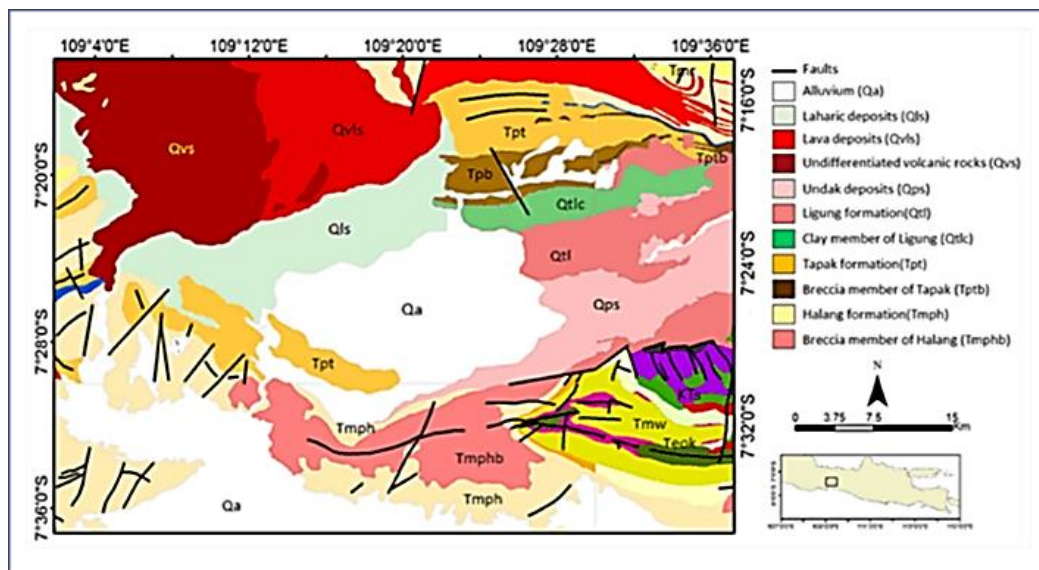 109°4'0"E 109°12'0"E 109°20'0"E 109°28'0"E 109°36'0"E
7°16'0"S
7°20'0"S
7°24'0"S
7°28'0"S
7°32'0"S
7°36'0"S
Tmr
Qvs
Qvls
Tpt
Tptb
Tpb
Qtlc
Qls
Qtl
Qa
Qps
Tpt
Tmph
Tmw
Teok
Tmphb
Tmph
Qa
Faults
Alluvium (Qa)
Laharic deposits (Qls)
Lava deposits (Qvls)
Undifferentiated volcanic rocks (Qvs)
Undak deposits (Qps)
Ligung formation(Qtl)
Clay member of Ligung (Qtlc)
Tapak formation(Tpt)
Breccia member of Tapak (Tptb)
Halang formation(Tmph)
Breccia member of Halang (Tmphb)
N
0 3.75 7.5 15
Km